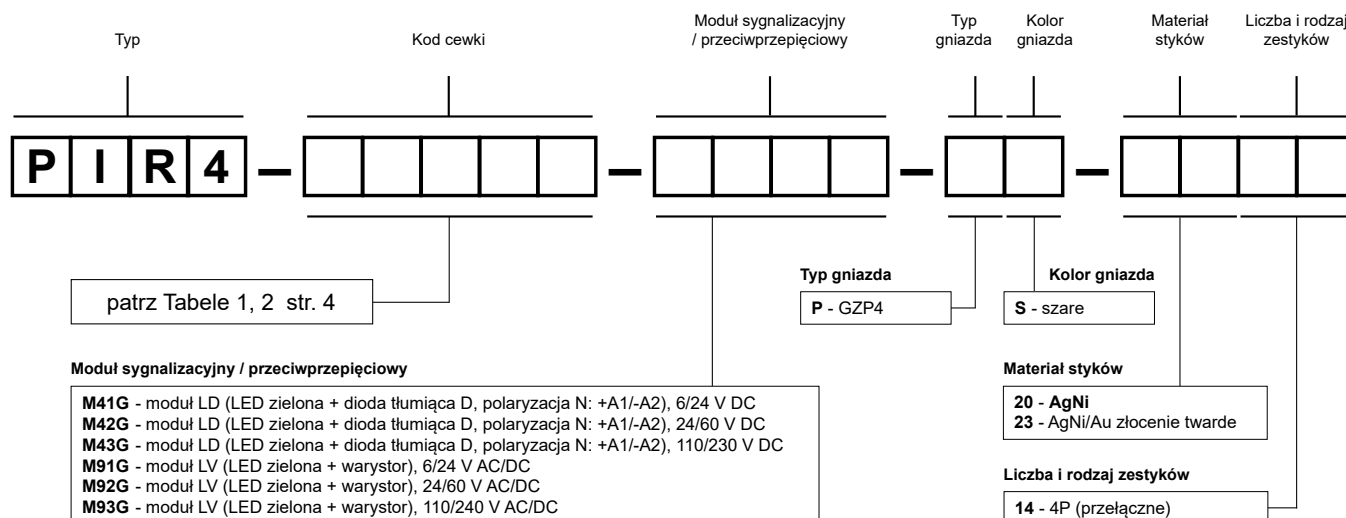 Typ
Kod cewki
Moduł sygnalizacyjny
/ przeciwprzepięciowy
Typ
gniazda
Kolor
gniazda
Materiał
styków
Liczba i rodzaj
zestyków
P I R 4 – – – –
patrz Tabele 1, 2 str. 4
Typ gniazda
P - GZP4
Kolor gniazda
S - szare
Moduł sygnalizacyjny / przeciwprzepięciowy
M41G - moduł LD (LED zielona + dioda tłumiąca D, polaryzacja N: +A1/-A2), 6/24 V DC
M42G - moduł LD (LED zielona + dioda tłumiąca D, polaryzacja N: +A1/-A2), 24/60 V DC
M43G - moduł LD (LED zielona + dioda tłumiąca D, polaryzacja N: +A1/-A2), 110/230 V DC
M91G - moduł LV (LED zielona + warystor), 6/24 V AC/DC
M92G - moduł LV (LED zielona + warystor), 24/60 V AC/DC
M93G - moduł LV (LED zielona + warystor), 110/240 V AC/DC
Materiał styków
20 - AgNi
23 - AgNi/Au złocenie twarde
Liczba i rodzaj zestyków
14 - 4P (przełączne)